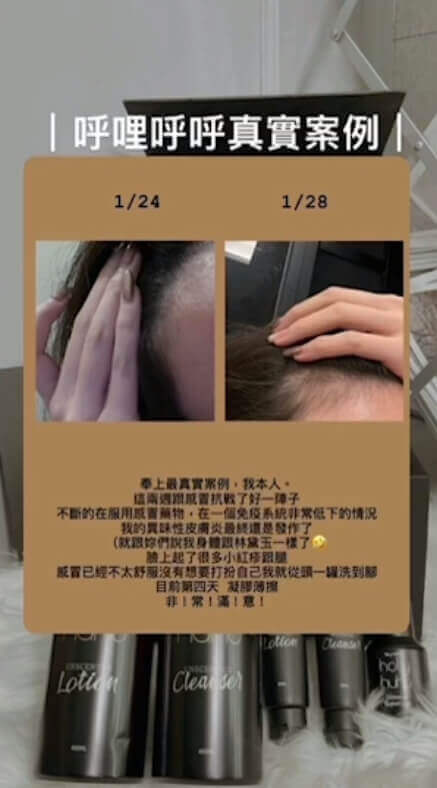 ｜呼哩呼呼真實案例｜
1/24 1/28
奉上最真實案例，我本人。
這兩週跟感冒抗戰了好一陣子
不斷的在服用感冒藥物，在一個免疫系統非常低下的情況
我的異味性皮膚炎最終還是發作了
(就跟妳們說我身體跟林黛玉一樣了🤣
臉上起了很多小紅疹跟腫
感冒已經不太舒服沒有想要打扮自己我就從頭一罐洗到腳
目前第四天 凝膠薄擦
非！常！滿！意！
UNSCENTED
Lotion
UNSCENTED
Cleanser
Lotion
Cleanser